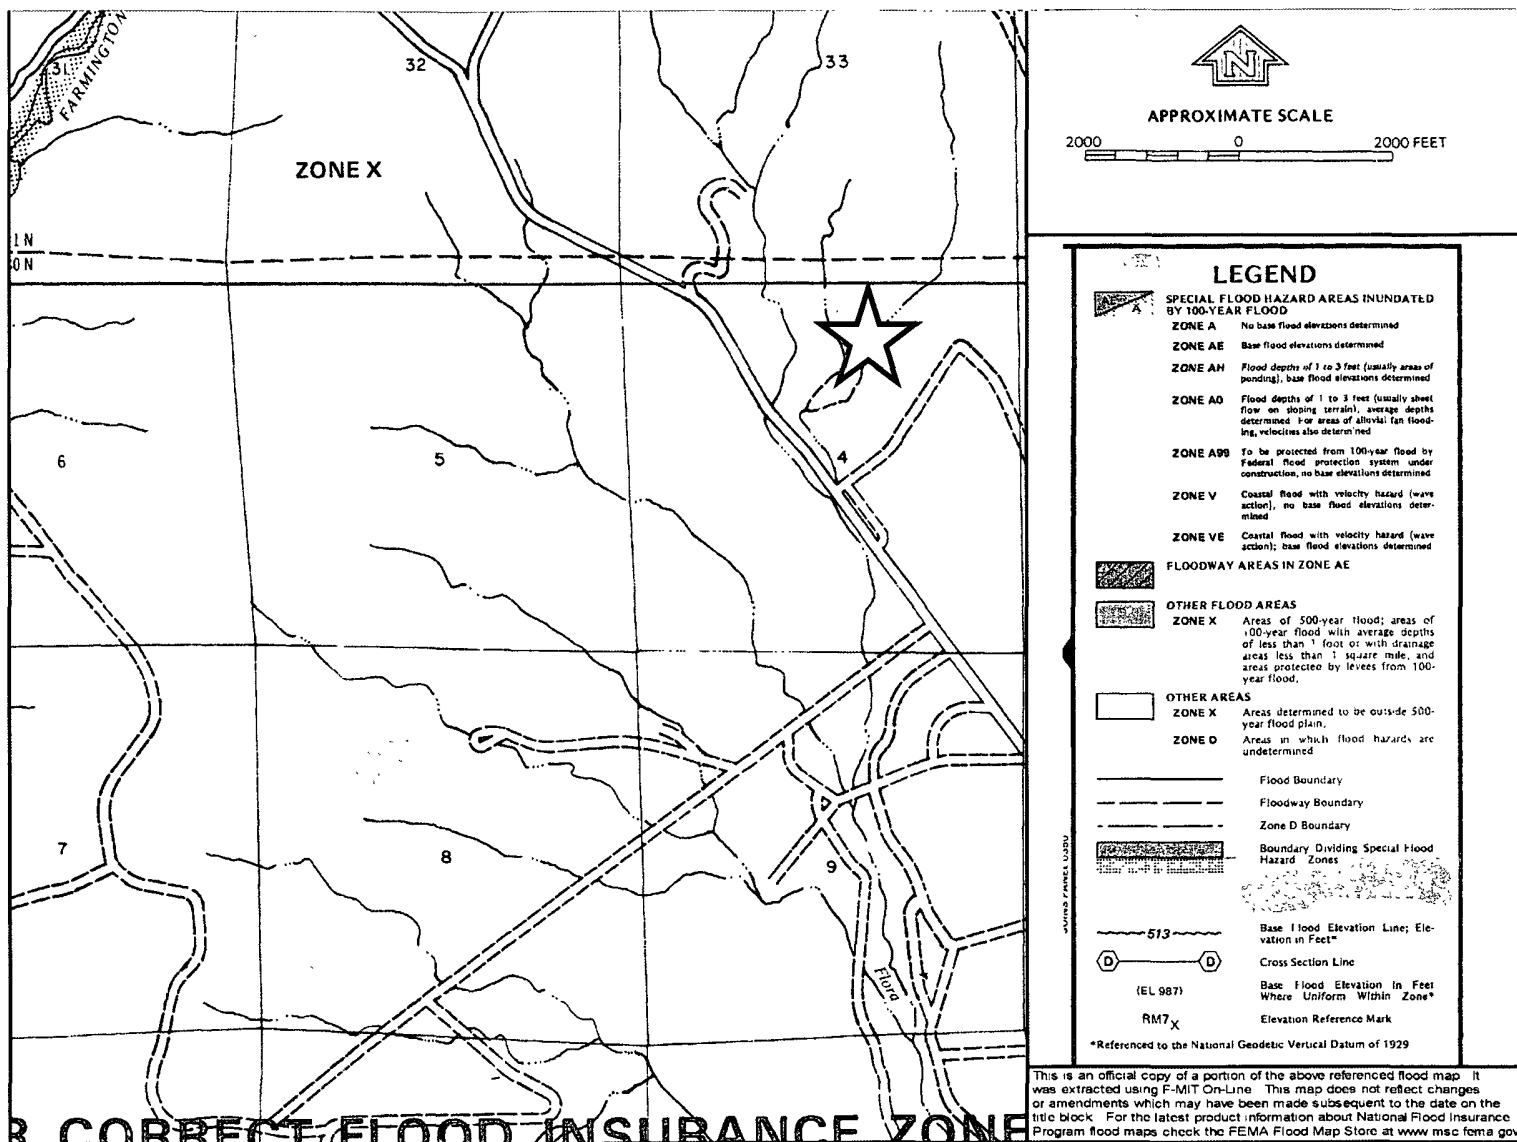 FARMINGTON
31
32
33
ZONE X
1 N
0 N
6
5
4
7
8
9
Flora
R CORRECT FLOOD INSURANCE ZONE
N
APPROXIMATE SCALE
2000 0 2000 FEET
LEGEND
A
SPECIAL FLOOD HAZARD AREAS INUNDATED
BY 100-YEAR FLOOD
ZONE A No base flood elevations determined
ZONE AE Base flood elevations determined
ZONE AH Flood depths of 1 to 3 feet (usually areas of
ponding), base flood elevations determined
ZONE AO Flood depths of 1 to 3 feet (usually sheet
flow on sloping terrain), average depths
determined For areas of alluvial fan flood-
ing, velocities also determined
ZONE A99 To be protected from 100-year flood by
Federal flood protection system under
construction, no base elevations determined
ZONE V Coastal flood with velocity hazard (wave
action), no base flood elevations deter-
mined
ZONE VE Coastal flood with velocity hazard (wave
action); base flood elevations determined
FLOODWAY AREAS IN ZONE AE
OTHER FLOOD AREAS
ZONE X Areas of 500-year flood; areas of
100-year flood with average depths
of less than 1 foot or with drainage
areas less than 1 square mile, and
areas protected by levees from 100-
year flood.
OTHER AREAS
ZONE X Areas determined to be outside 500-
year flood plain.
ZONE D Areas in which flood hazards are
undetermined
Flood Boundary
Floodway Boundary
Zone D Boundary
Boundary Dividing Special Flood
Hazard Zones
513 Base Flood Elevation Line; Ele-
vation in Feet*
D D Cross Section Line
(EL 987) Base Flood Elevation in Feet
Where Uniform Within Zone*
RM7X Elevation Reference Mark
*Referenced to the National Geodetic Vertical Datum of 1929
JOINS PANEL 0350
This is an official copy of a portion of the above referenced flood map It
was extracted using F-MIT On-Line This map does not reflect changes
or amendments which may have been made subsequent to the date on the
title block For the latest product information about National Flood Insurance
Program flood maps check the FEMA Flood Map Store at www msc fema gov